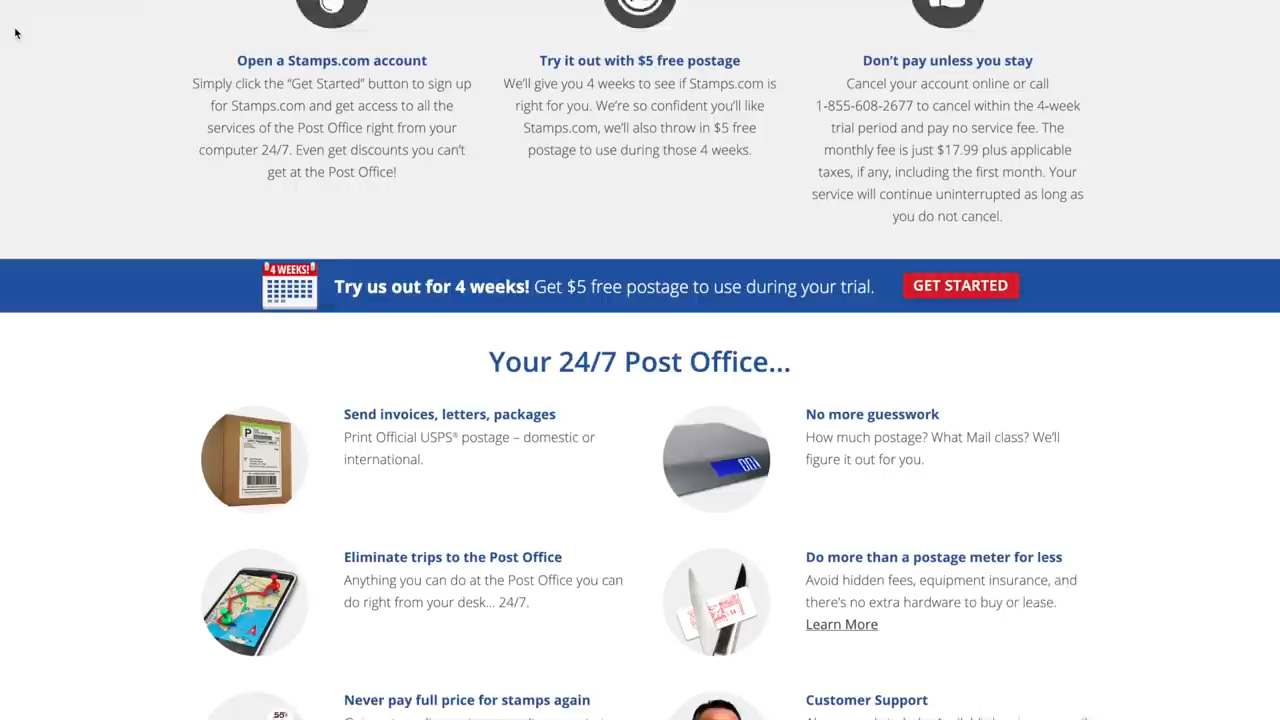 Open a Stamps.com account
Simply click the “Get Started” button to sign up
for Stamps.com and get access to all the
services of the Post Office right from your
computer 24/7. Even get discounts you can’t
get at the Post Office!
Try it out with $5 free postage
We’ll give you 4 weeks to see if Stamps.com is
right for you. We’re so confident you’ll like
Stamps.com, we’ll also throw in $5 free
postage to use during those 4 weeks.
Don’t pay unless you stay
Cancel your account online or call
1-855-608-2677 to cancel within the 4-week
trial period and pay no service fee. The
monthly fee is just $17.99 plus applicable
taxes, if any, including the first month. Your
service will continue uninterrupted as long as
you do not cancel.
4 WEEKS!
Try us out for 4 weeks! Get $5 free postage to use during your trial.
GET STARTED
Your 24/7 Post Office...
Send invoices, letters, packages
Print Official USPS® postage – domestic or
international.
No more guesswork
How much postage? What Mail class? We’ll
figure it out for you.
Eliminate trips to the Post Office
Anything you can do at the Post Office you can
do right from your desk... 24/7.
Do more than a postage meter for less
Avoid hidden fees, equipment insurance, and
there’s no extra hardware to buy or lease.
Learn More
Never pay full price for stamps again
Customer Support